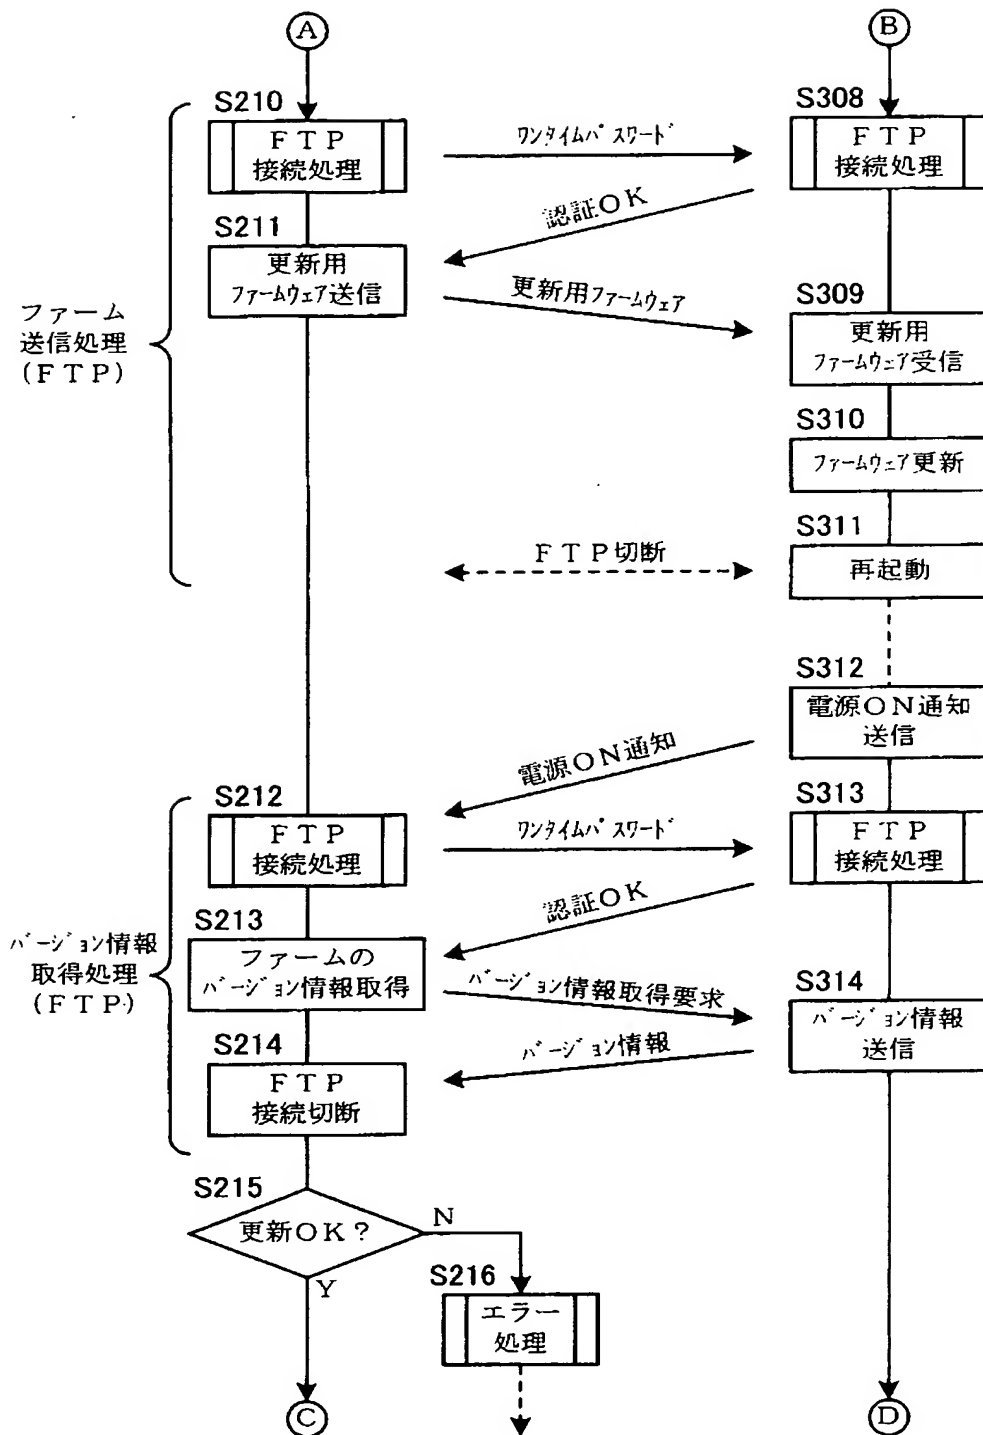 A
B
S210
FTP
接続処理
ワンタイムパスワード
S308
FTP
接続処理
認証OK
S211
更新用
ファームウェア送信
更新用ファームウェア
S309
更新用
ファームウェア受信
ファーム
送信処理
(FTP)
S310
ファームウェア更新
S311
再起動
FTP切断
S312
電源ON通知
送信
電源ON通知
S212
FTP
接続処理
ワンタイムパスワード
S313
FTP
接続処理
認証OK
S213
ファームの
バージョン情報取得
バージョン情報
取得処理
(FTP)
バージョン情報取得要求
S314
バージョン情報
送信
バージョン情報
S214
FTP
接続切断
S215
更新OK?
N
Y
S216
エラー
処理
C
D